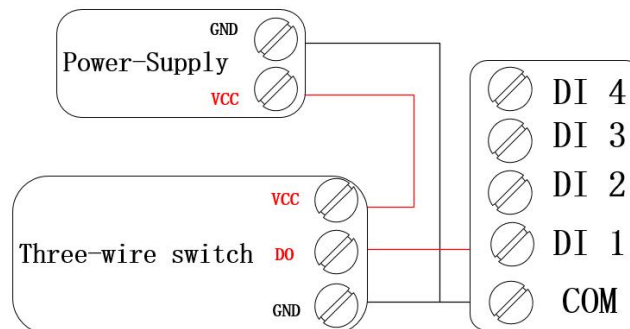 GND
Power-Supply
VCC
VCC
Three-wire switch
DO
GND
DI 4
DI 3
DI 2
DI 1
COM